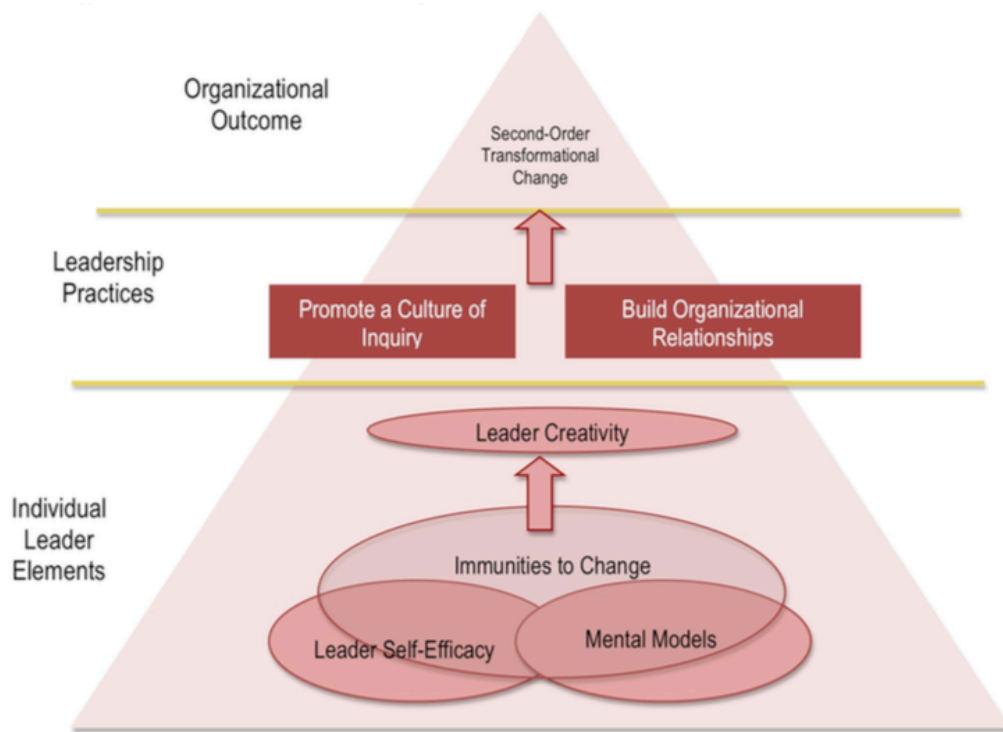 Organizational
Outcome
Second-Order
Transformational
Change
Leadership
Practices
Promote a Culture of
Inquiry
Build Organizational
Relationships
Leader Creativity
Individual
Leader
Elements
Immunities to Change
Leader Self-Efficacy
Mental Models